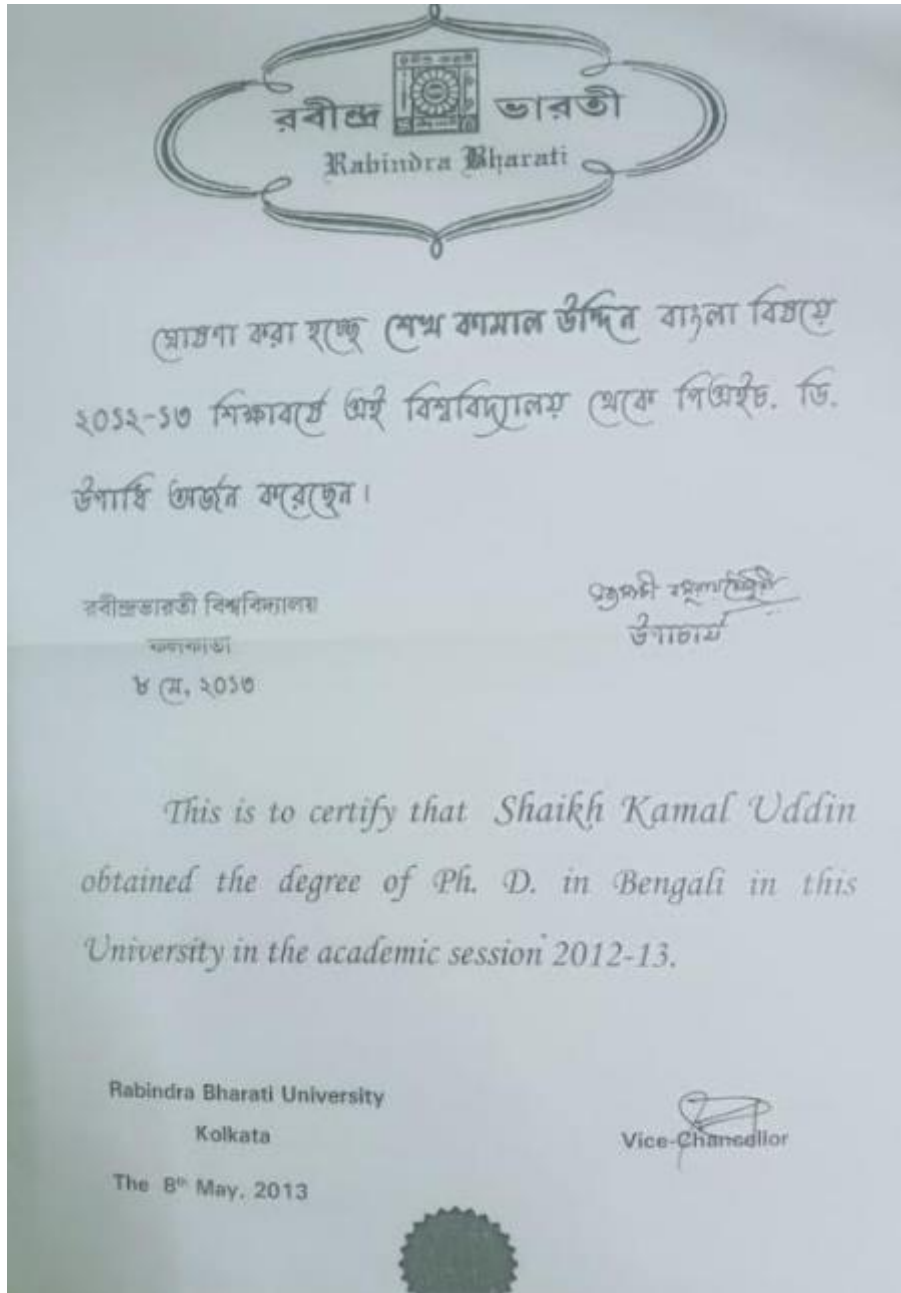 রবীন্দ্র ভারতী
Rabindra Bharati
ঘোষণা করা হচ্ছে শেখ কামাল উদ্দিন বাংলা বিষয়ে
২০১২-১৩ শিক্ষাবর্ষে এই বিশ্ববিদ্যালয় থেকে পিএইচ. ডি.
উপাধি অর্জন করেছেন।
রবীন্দ্রভারতী বিশ্ববিদ্যালয়
কলকাতা
৮ মে, ২০১৩
উপাচার্য
This is to certify that Shaikh Kamal Uddin
obtained the degree of Ph. D. in Bengali in this
University in the academic session 2012-13.
Rabindra Bharati University
Kolkata
The 8th May, 2013
Vice-Chancellor